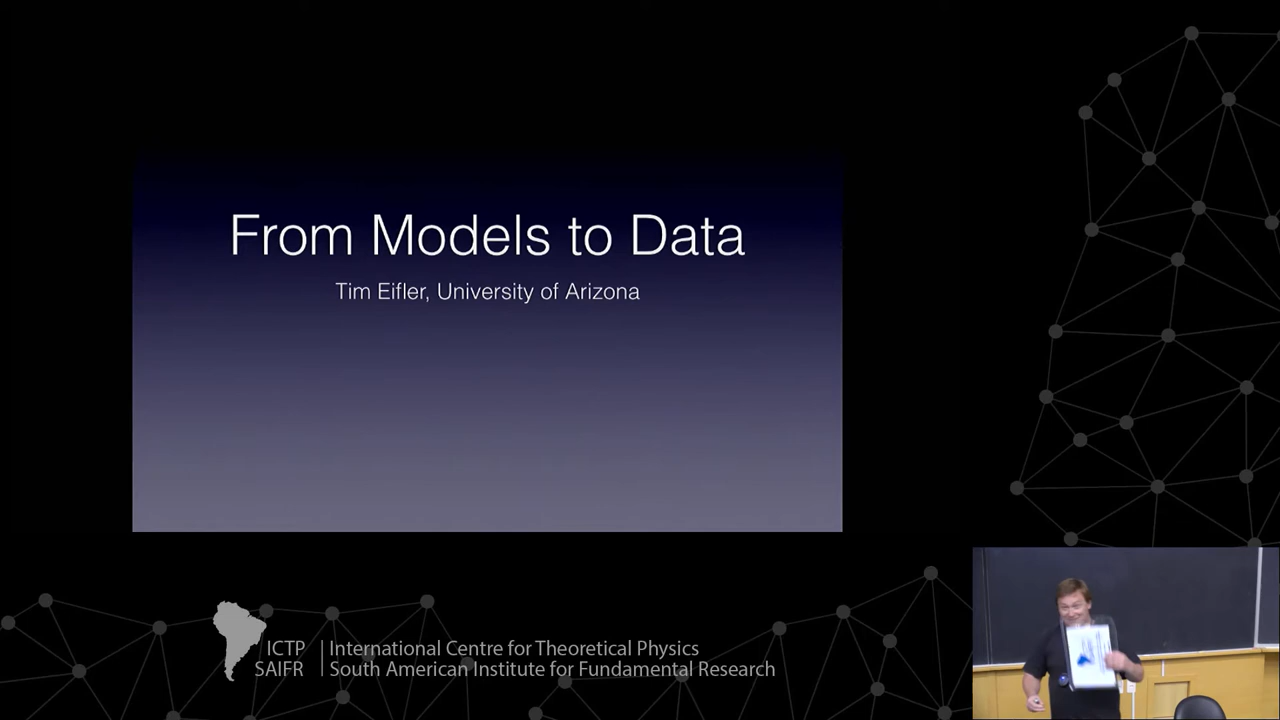 From Models to Data
Tim Eifler, University of Arizona
ICTP
SAIFR
International Centre for Theoretical Physics
South American Institute for Fundamental Research